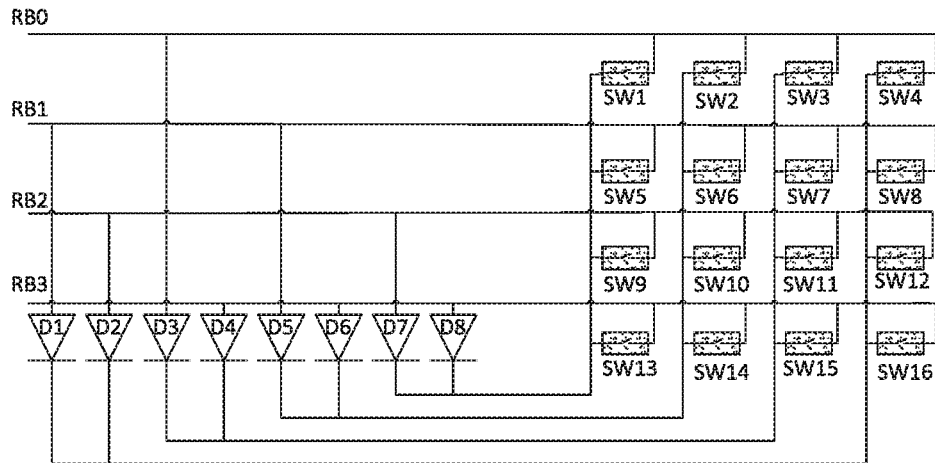 RB0
SW1 SW2 SW3 SW4
RB1
SW5 SW6 SW7 SW8
RB2
SW9 SW10 SW11 SW12
RB3
D1 D2 D3 D4 D5 D6 D7 D8
SW13 SW14 SW15 SW16